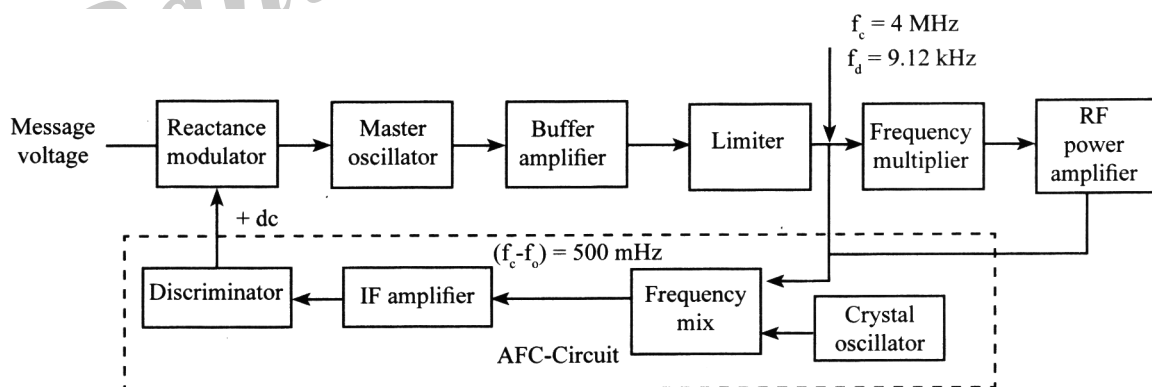 f_c = 4 MHz
f_d = 9.12 kHz
Message
voltage
Reactance
modulator
Master
oscillator
Buffer
amplifier
Limiter
Frequency
multiplier
RF
power
amplifier
+ dc
(f_c-f_o) = 500 mHz
Discriminator
IF amplifier
Frequency
mix
Crystal
oscillator
AFC-Circuit